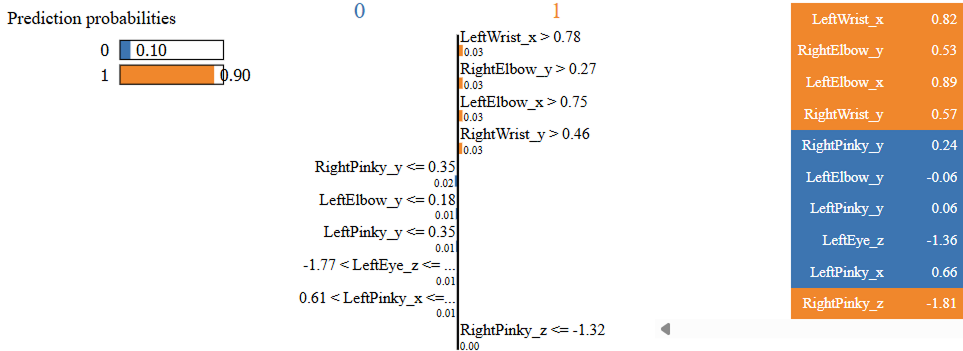 Prediction probabilities
0 0.10
1 0.90
0 1
LeftWrist_x > 0.78
0.03
RightElbow_y > 0.27
0.03
LeftElbow_x > 0.75
0.03
RightWrist_y > 0.46
0.03
RightPinky_y <= 0.35
0.02
LeftElbow_y <= 0.18
0.01
LeftPinky_y <= 0.35
0.01
-1.77 < LeftEye_z <= ...
0.01
0.61 < LeftPinky_x <=...
0.01
RightPinky_z <= -1.32
0.00
LeftWrist_x 0.82
RightElbow_y 0.53
LeftElbow_x 0.89
RightWrist_y 0.57
RightPinky_y 0.24
LeftElbow_y -0.06
LeftPinky_y 0.06
LeftEye_z -1.36
LeftPinky_x 0.66
RightPinky_z -1.81